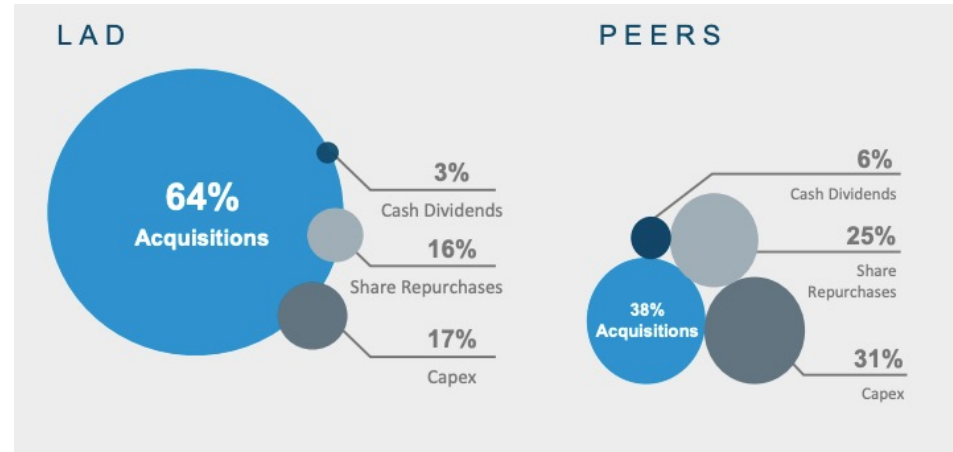 LAD
PEERS
64%
Acquisitions
3%
Cash Dividends
16%
Share Repurchases
17%
Capex
6%
Cash Dividends
25%
Share
Repurchases
38%
Acquisitions
31%
Capex